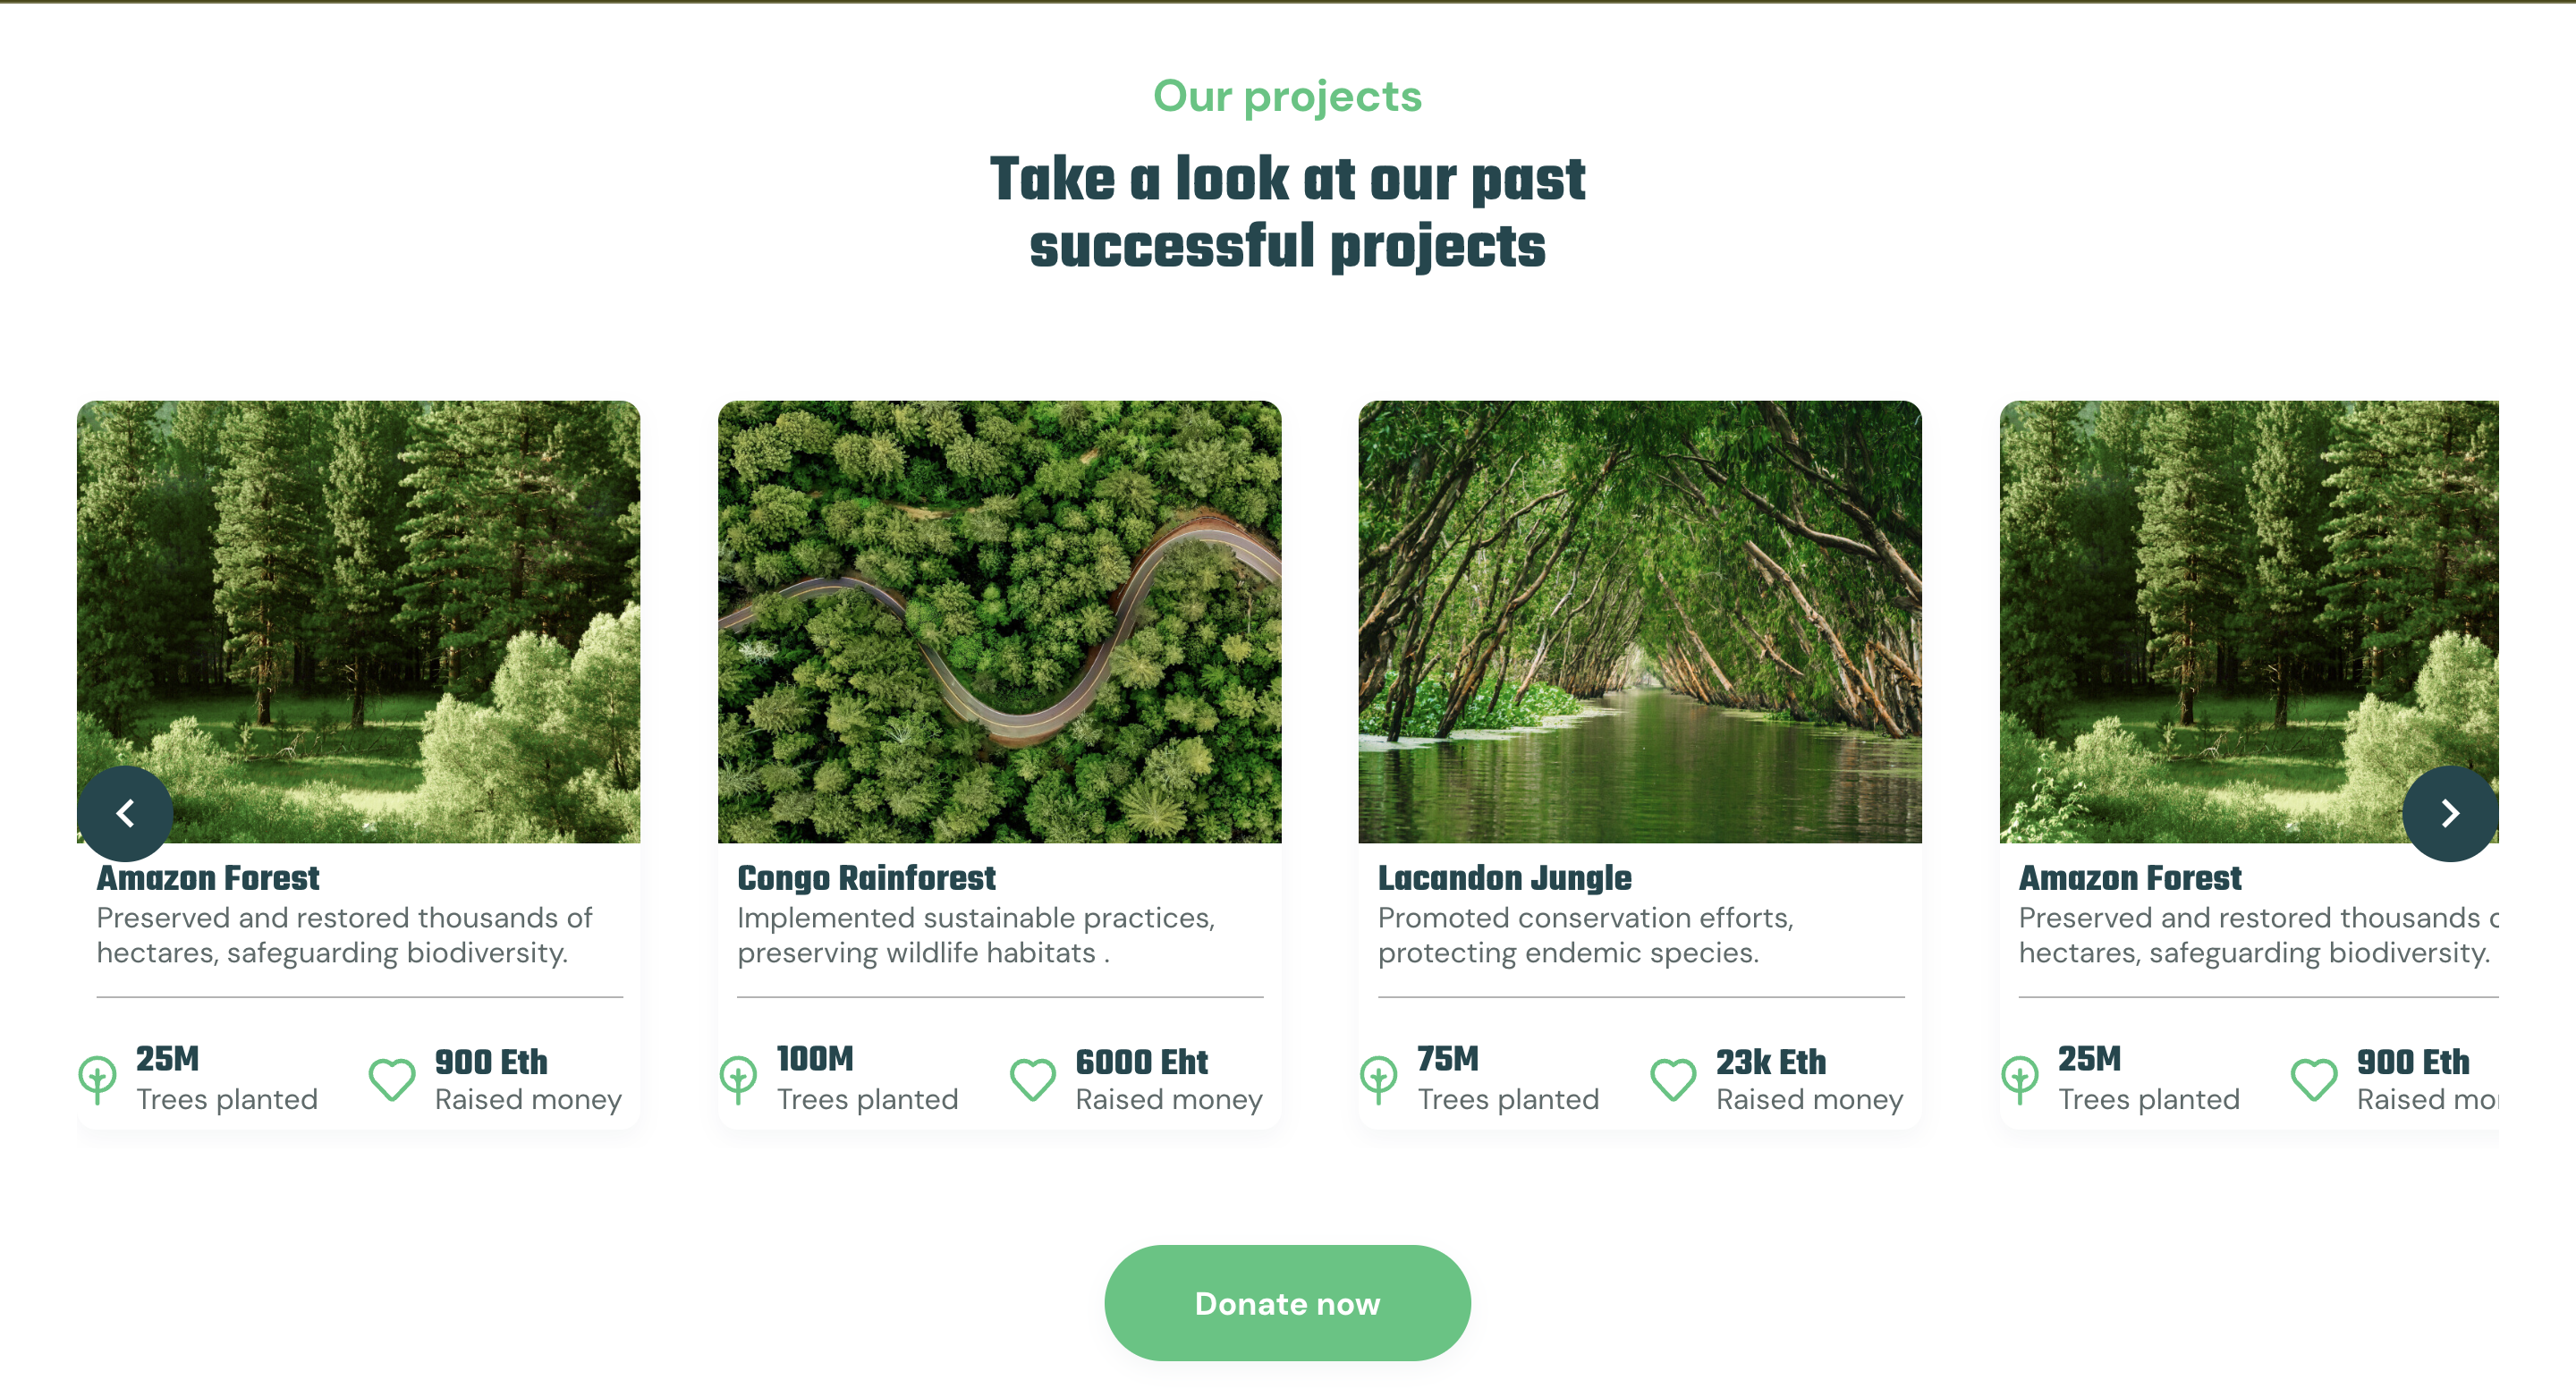 Our projects
Take a look at our past
successful projects
Amazon Forest
Preserved and restored thousands of
hectares, safeguarding biodiversity.
25M
Trees planted
900 Eth
Raised money
Congo Rainforest
Implemented sustainable practices,
preserving wildlife habitats .
100M
Trees planted
6000 Eht
Raised money
Lacandon Jungle
Promoted conservation efforts,
protecting endemic species.
75M
Trees planted
23k Eth
Raised money
Amazon Forest
Preserved and restored thousands
hectares, safeguarding biodiversity.
25M
Trees planted
900 Eth
Raised
Donate now